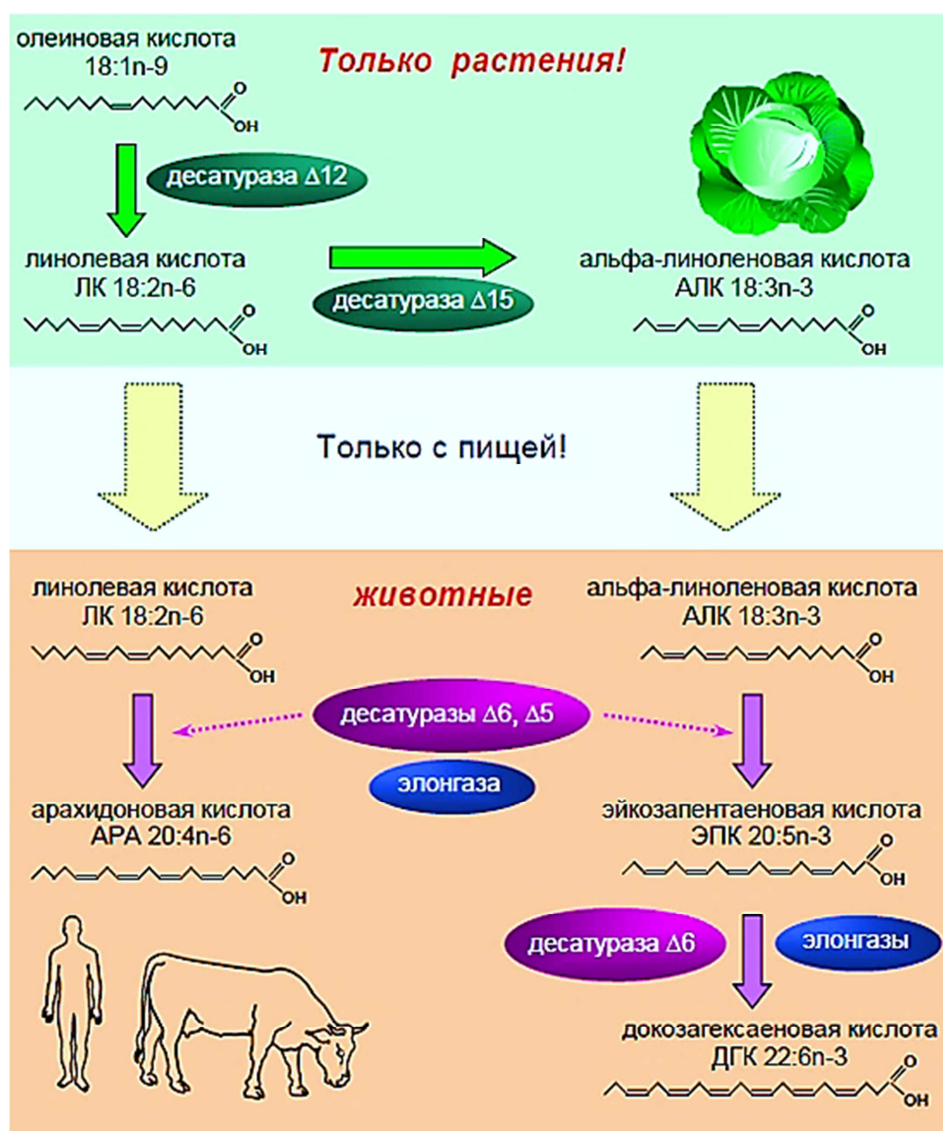 олеиновая кислота
18:1n-9
Только растения!
OH
десатураза Δ12
линолевая кислота
ЛК 18:2n-6
десатураза Δ15
альфа-линоленовая кислота
АЛК 18:3n-3
O
OH
O
OH
O
Только с пищей!
линолевая кислота
ЛК 18:2n-6
животные
альфа-линоленовая кислота
АЛК 18:3n-3
O
OH
O
OH
десатуразы Δ6, Δ5
элонгаза
арахидоновая кислота
АРА 20:4n-6
эйкозапентаеновая кислота
ЭПК 20:5n-3
O
OH
O
OH
десатураза Δ6
элонгазы
докозагексаеновая кислота
ДГК 22:6n-3
O
OH